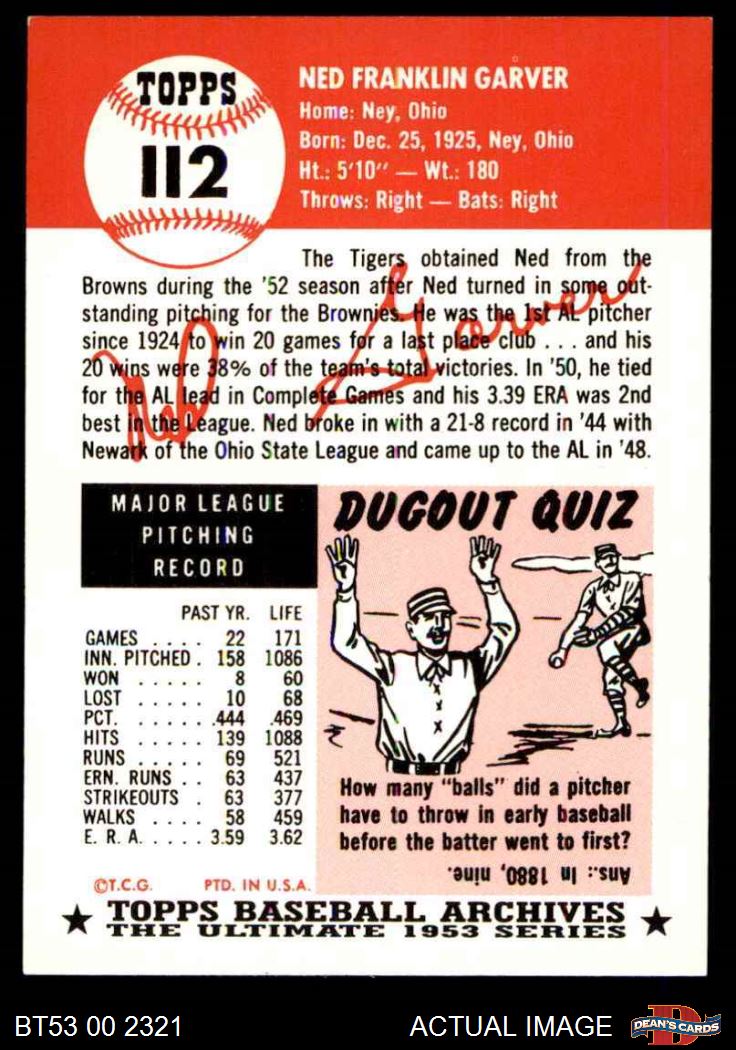 TOPPS
112
NED FRANKLIN GARVER
Home: Ney, Ohio
Born: Dec. 25, 1925, Ney, Ohio
Ht.: 5'10" — Wt.: 180
Throws: Right — Bats: Right
The Tigers obtained Ned from the
Browns during the '52 season after Ned turned in some out-
standing pitching for the Brownies. He was the 1st AL pitcher
since 1924 to win 20 games for a last place club . . . and his
20 wins were 38% of the team's total victories. In '50, he tied
for the AL lead in Complete Games and his 3.39 ERA was 2nd
best in the League. Ned broke in with a 21-8 record in '44 with
Newark of the Ohio State League and came up to the AL in '48.
Ned Garver
MAJOR LEAGUE
PITCHING
RECORD
PAST YR. LIFE
GAMES . . . . 22 171
INN. PITCHED . 158 1086
WON . . . . . 8 60
LOST . . . . . 10 68
PCT. . . . . . .444 .469
HITS . . . . . 139 1088
RUNS . . . . . 69 521
ERN. RUNS . . 63 437
STRIKEOUTS . 63 377
WALKS . . . . 58 459
E. R. A. . . . . . 3.59 3.62
©T.C.G. PTD. IN U.S.A.
DUGOUT QUIZ
How many "balls" did a pitcher
have to throw in early baseball
before the batter went to first?
Ans.: In 1880, nine.
TOPPS BASEBALL ARCHIVES
THE ULTIMATE 1953 SERIES
BT53 00 2321 ACTUAL IMAGE
D
DEAN'S CARDS